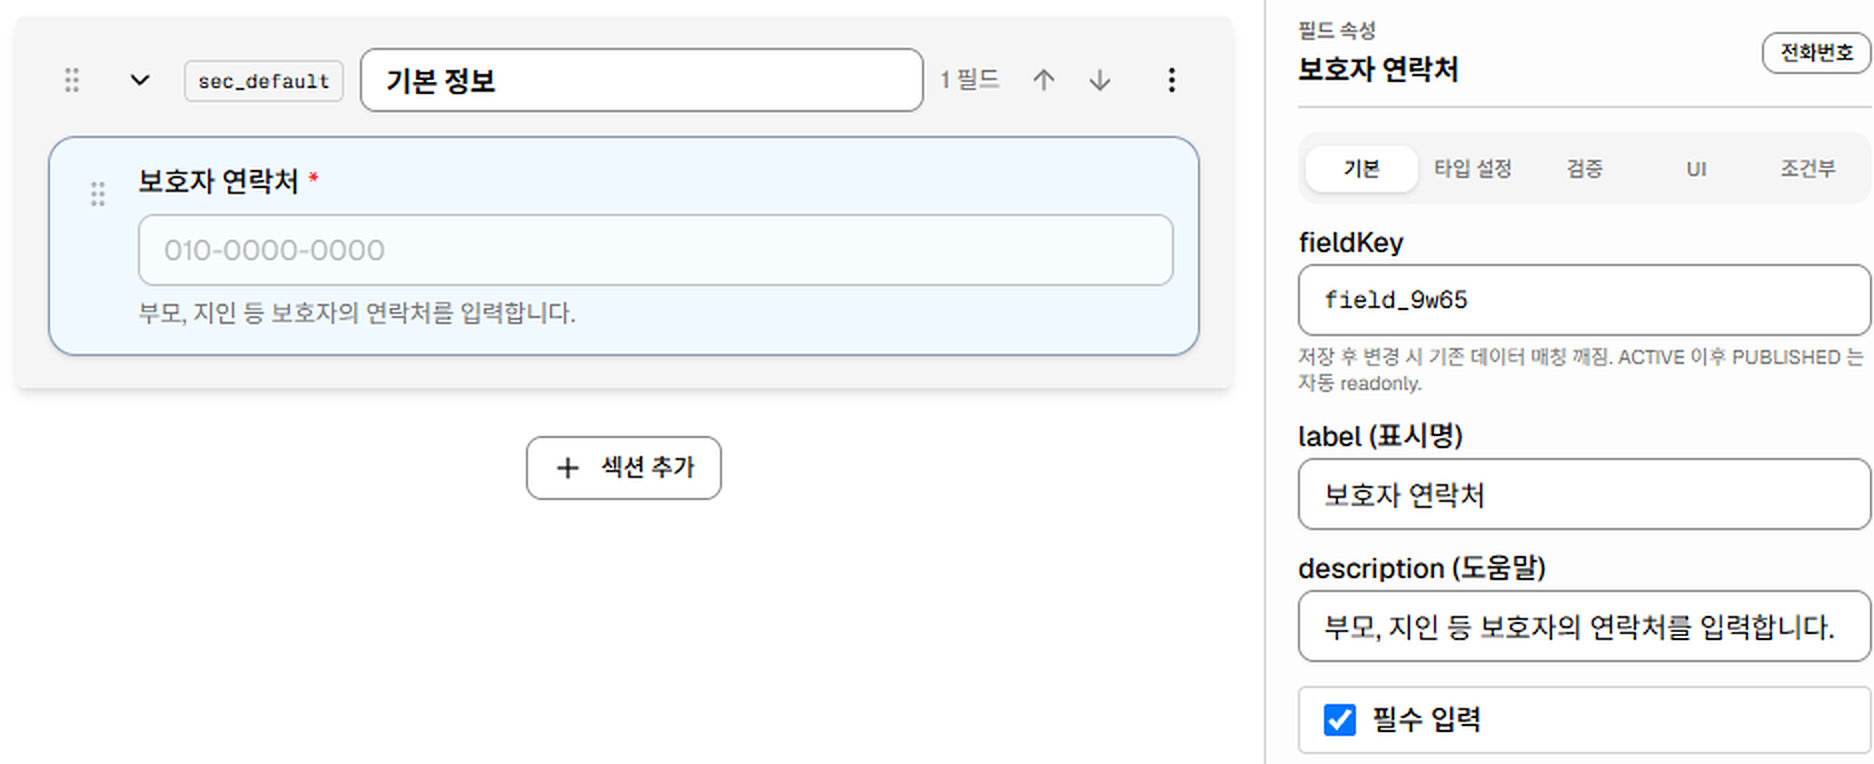 sec_default
기본 정보
1 필드
보호자 연락처 *
010-0000-0000
부모, 지인 등 보호자의 연락처를 입력합니다.
섹션 추가
필드 속성
보호자 연락처
전화번호
기본 타입 설정 검증 UI 조건부
fieldKey
field_9w65
저장 후 변경 시 기존 데이터 매칭 깨짐. ACTIVE 이후 PUBLISHED 는
자동 readonly.
label (표시명)
보호자 연락처
description (도움말)
부모, 지인 등 보호자의 연락처를 입력합니다.
필수 입력